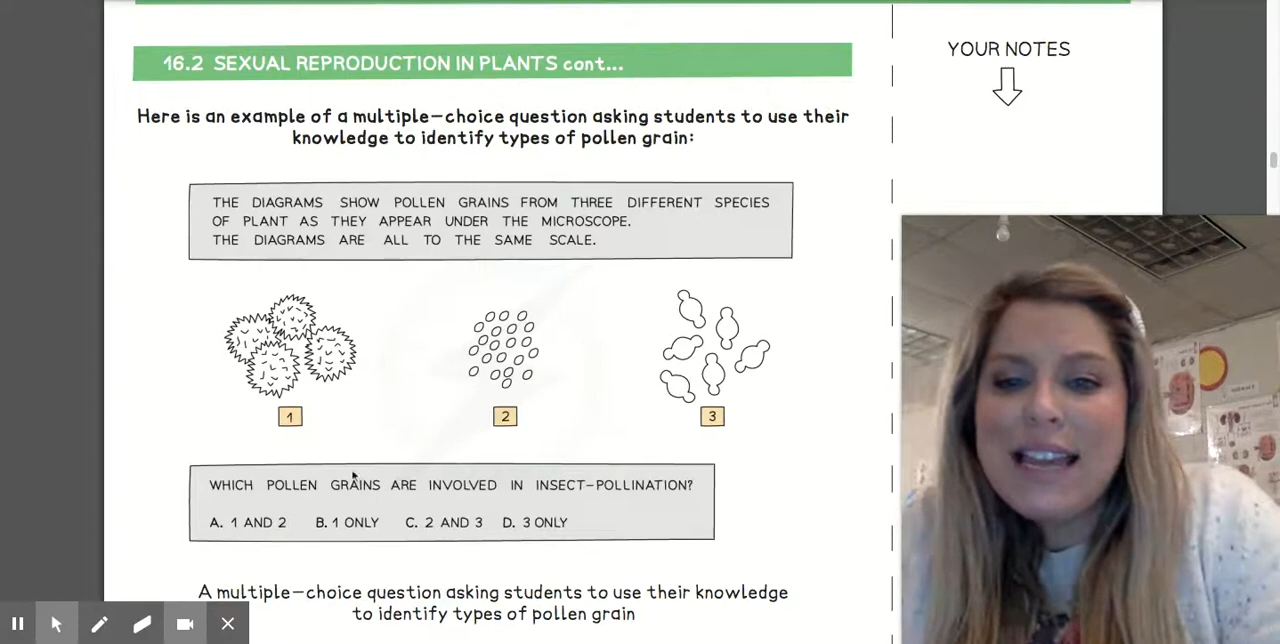 16.2 SEXUAL REPRODUCTION IN PLANTS cont...
YOUR NOTES
Here is an example of a multiple-choice question asking students to use their
knowledge to identify types of pollen grain:
THE DIAGRAMS SHOW POLLEN GRAINS FROM THREE DIFFERENT SPECIES
OF PLANT AS THEY APPEAR UNDER THE MICROSCOPE.
THE DIAGRAMS ARE ALL TO THE SAME SCALE.
1 2 3
WHICH POLLEN GRAINS ARE INVOLVED IN INSECT-POLLINATION?
A. 1 AND 2 B. 1 ONLY C. 2 AND 3 D. 3 ONLY
A multiple-choice question asking students to use their knowledge
to identify types of pollen grain